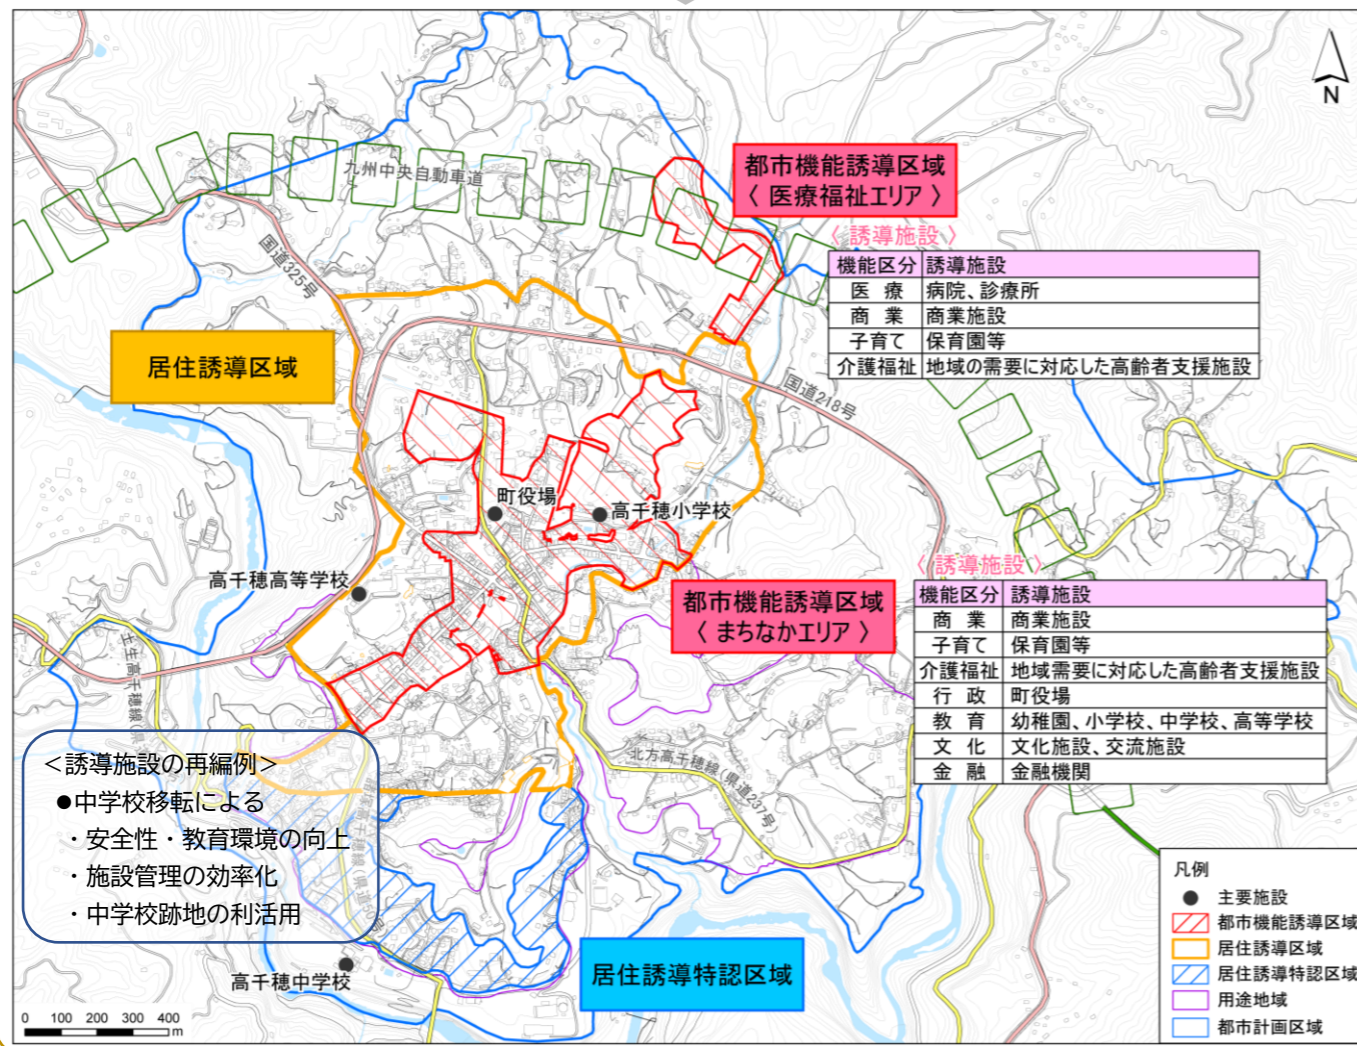 N
九州中央自動車道
都市機能誘導区域
〈 医療福祉エリア 〉
〈 誘導施設 〉
機能区分 誘導施設
医 療 病院、診療所
商 業 商業施設
子育て 保育園等
介護福祉 地域の需要に対応した高齢者支援施設
国道325号
居住誘導区域
国道218号
町役場
高千穂小学校
高千穂高等学校
都市機能誘導区域
〈 まちなかエリア 〉
〈 誘導施設 〉
機能区分 誘導施設
商 業 商業施設
子育て 保育園等
介護福祉 地域需要に対応した高齢者支援施設
行 政 町役場
教 育 幼稚園、小学校、中学校、高等学校
文 化 文化施設、交流施設
金 融 金融機関
土生高千穂線(県
北方高千穂線(県道237号)
高千穂線(県道50号)
<誘導施設の再編例>
●中学校移転による
・安全性・教育環境の向上
・施設管理の効率化
・中学校跡地の利活用
高千穂中学校
居住誘導特認区域
凡例
主要施設
都市機能誘導区域
居住誘導区域
居住誘導特認区域
用途地域
都市計画区域
0 100 200 300 400
m